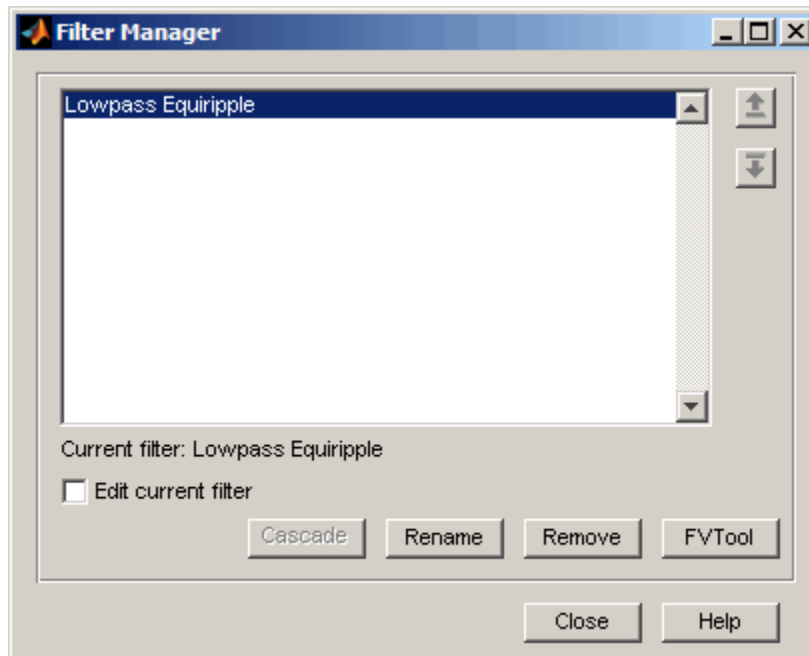 Filter Manager
Lowpass Equiripple
Current filter: Lowpass Equiripple
Edit current filter
Cascade Rename Remove FVTool
Close Help